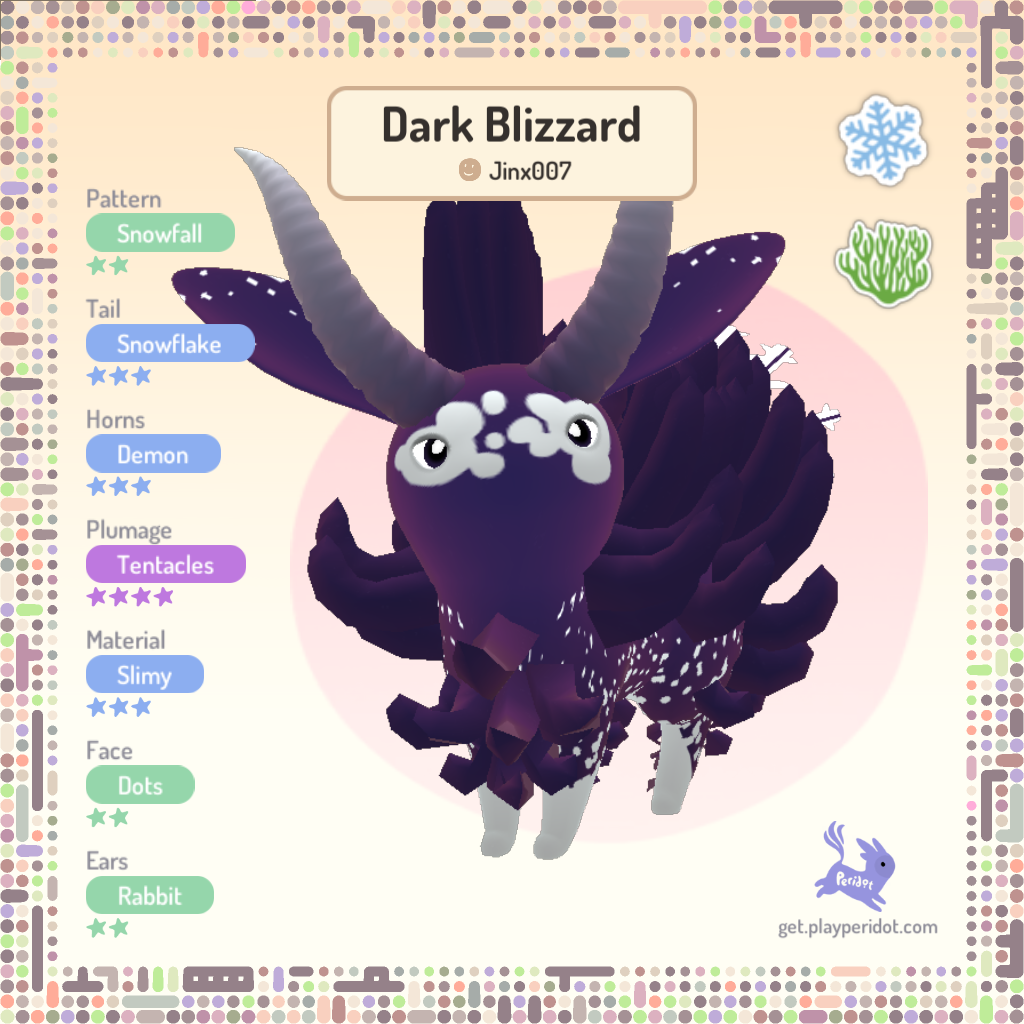 Dark Blizzard
Jinx007
Pattern
Snowfall
Tail
Snowflake
Horns
Demon
Plumage
Tentacles
Material
Slimy
Face
Dots
Ears
Rabbit
Peridot
get.playperidot.com